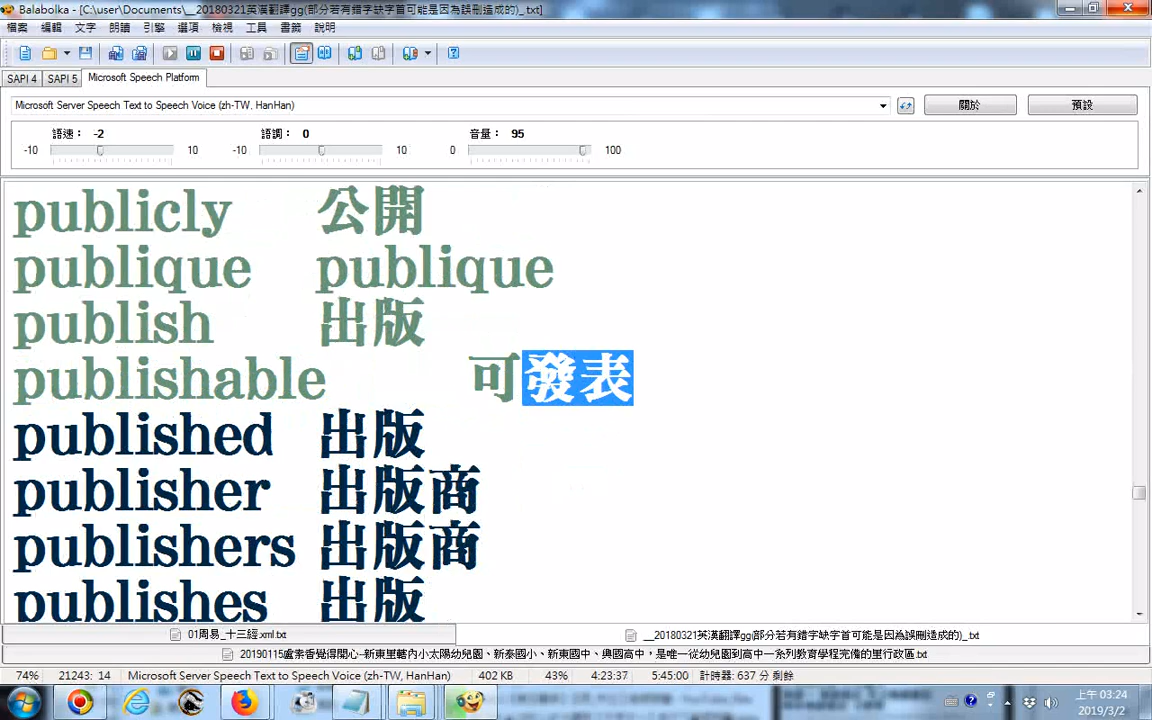 Balabolka - [C:\user\Documents\__20180321英漢翻譯gg(部分若有錯字缺字首可能是因為誤刪造成的)_.txt]
檔案 編輯 文字 朗讀 引擎 選項 檢視 工具 書籤 說明
SAPI 4 SAPI 5 Microsoft Speech Platform
Microsoft Server Speech Text to Speech Voice (zh-TW, HanHan) 關於 預設
語速： -2 語調： 0 音量： 95
-10 10 -10 10 0 100
publicly 公開
publique publique
publish 出版
publishable 可發表
published 出版
publisher 出版商
publishers 出版商
publishes 出版
01周易_十三經.xml.txt __20180321英漢翻譯gg(部分若有錯字缺字首可能是因為誤刪造成的)_.txt
20190115盧素香覺得開心-新東里轄內小太陽幼兒園、新泰國小、新東國中、興國高中，是唯一從幼兒園到高中一系列教育學程完備的里行政區.txt
74% 21243: 14 Microsoft Server Speech Text to Speech Voice (zh-TW, HanHan) 402 KB 43% 4:23:37 5:45:00 計時器: 637 分 剩餘
上午 03:24
2019/3/2